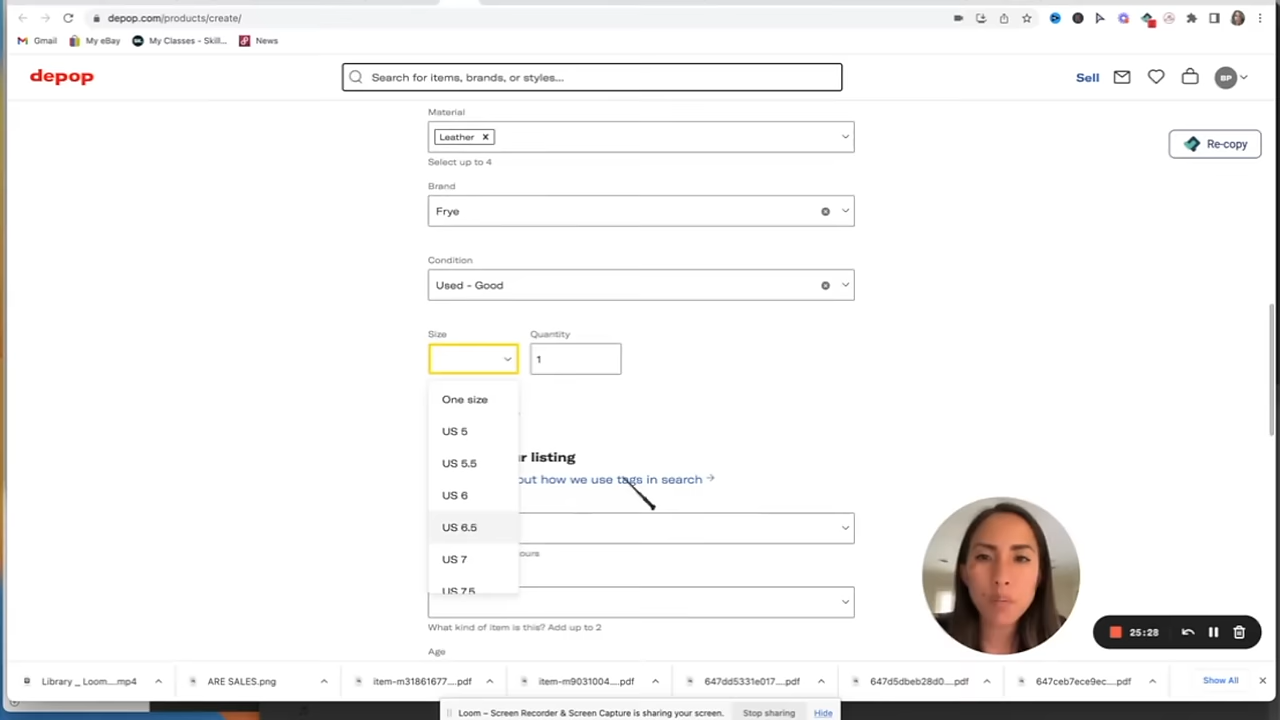 depop.com/products/create/
Gmail My eBay My Classes - Skill... News
depop
Search for items, brands, or styles...
Sell
BP
Material
Leather
Re-copy
Select up to 4
Brand
Frye
Condition
Used - Good
Size Quantity
1
One size
US 5
US 5.5
r listing
US 6
out how we use tags in search
US 6.5
ours
US 7
US 7.5
What kind of item is this? Add up to 2
25:28
Age
Library _ Loom....mp4 ARE SALES.png item-m31861677....pdf item-m9031004....pdf 647dd5331e017....pdf 647d5dbeb28d0....pdf 647ceb7ece9ec....pdf Show All
Loom – Screen Recorder & Screen Capture is sharing your screen. Stop sharing Hide